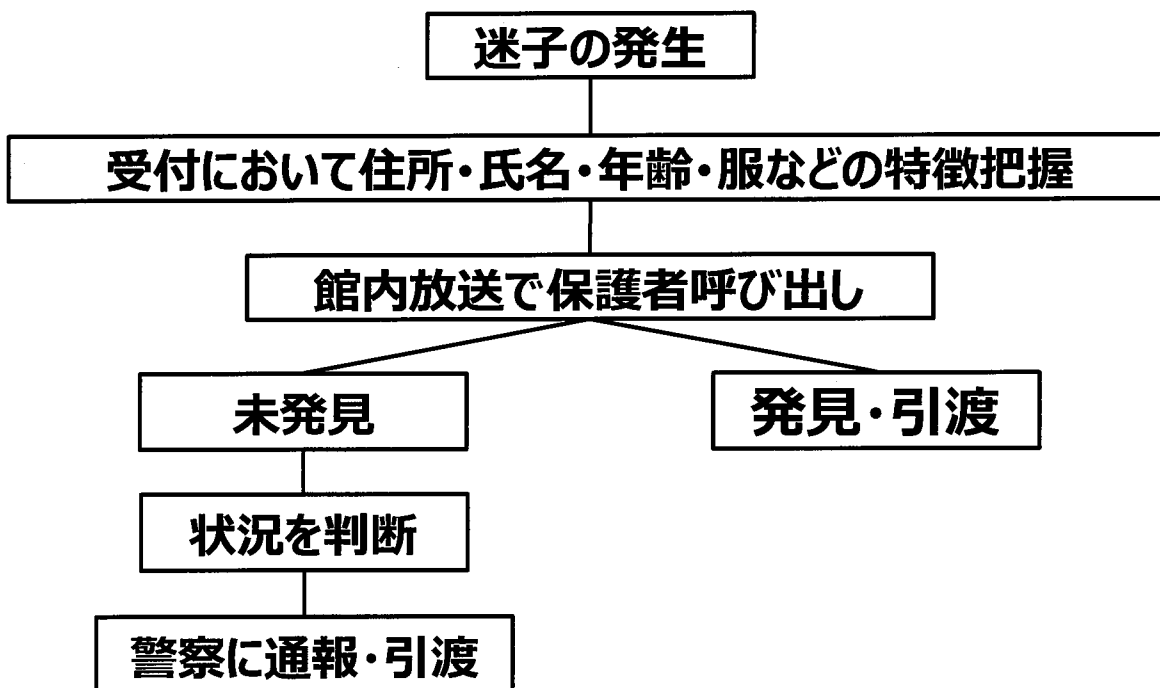 迷子の発生
受付において住所・氏名・年齢・服などの特徴把握
館内放送で保護者呼び出し
未発見
発見・引渡
状況を判断
警察に通報・引渡